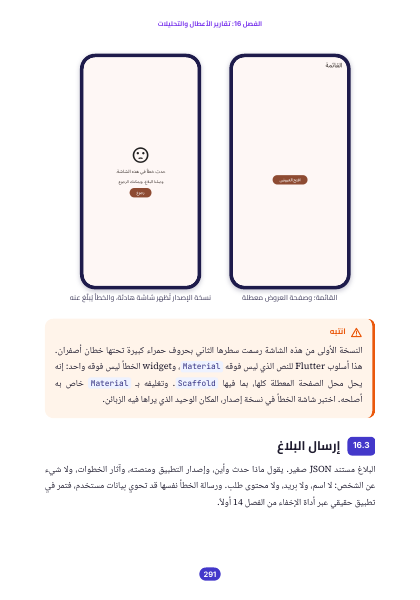 الفصل 16: تقارير الأعطال والتحليلات
القائمة
افتح العروض
حدث خطأ في هذه الشاشة.
وصلنا البلاغ، ويمكنك الرجوع.
رجوع
القائمة: وصفحة العروض معطلة
نسخة الإصدار تُظهر شاشة هادئة، والخطأ يُبلَّغ عنه
انتبه
النسخة الأولى من هذه الشاشة رسمت سطرها الثاني بحروف حمراء كبيرة تحتها خطان أصفران.
هذا أسلوب Flutter للنص الذي ليس فوقه Material، وwidget الخطأ ليس فوقه واحد: إنه
يحل محل الصفحة المعطلة كلها، بما فيها Scaffold. وتغليفه بـ Material خاص به
أصلحه. اختبر شاشة الخطأ في نسخة إصدار، المكان الوحيد الذي يراها فيه الزبائن.
16.3 إرسال البلاغ
البلاغ مستند JSON صغير. يقول ماذا حدث وأين، وإصدار التطبيق ومنصته، وآثار الخطوات، ولا شيء
عن الشخص: لا اسم، ولا بريد، ولا محتوى طلب. ورسالة الخطأ نفسها قد تحوي بيانات مستخدم، فتمر في
تطبيق حقيقي عبر أداة الإخفاء من الفصل 14 أولاً.
291